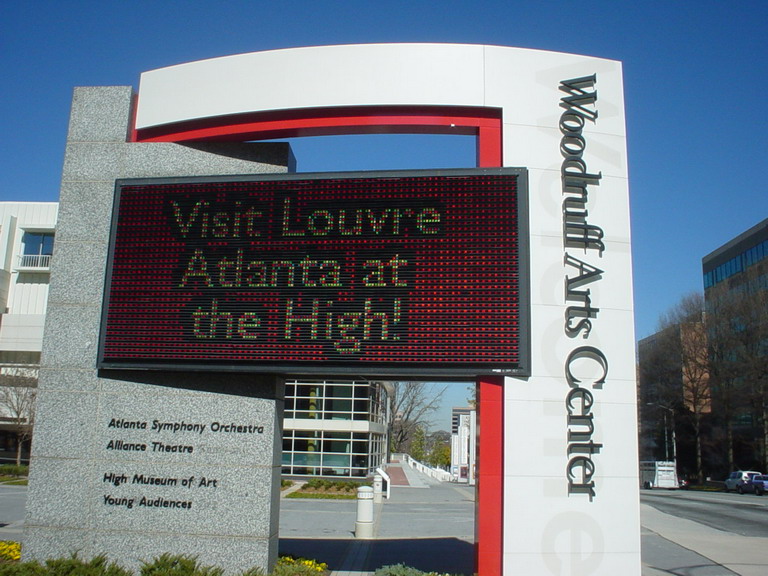 Visit Louvre
Atlanta at
the High!
Woodruff Arts Center
Atlanta Symphony Orchestra
Alliance Theatre
High Museum of Art
Young Audiences
Welcome